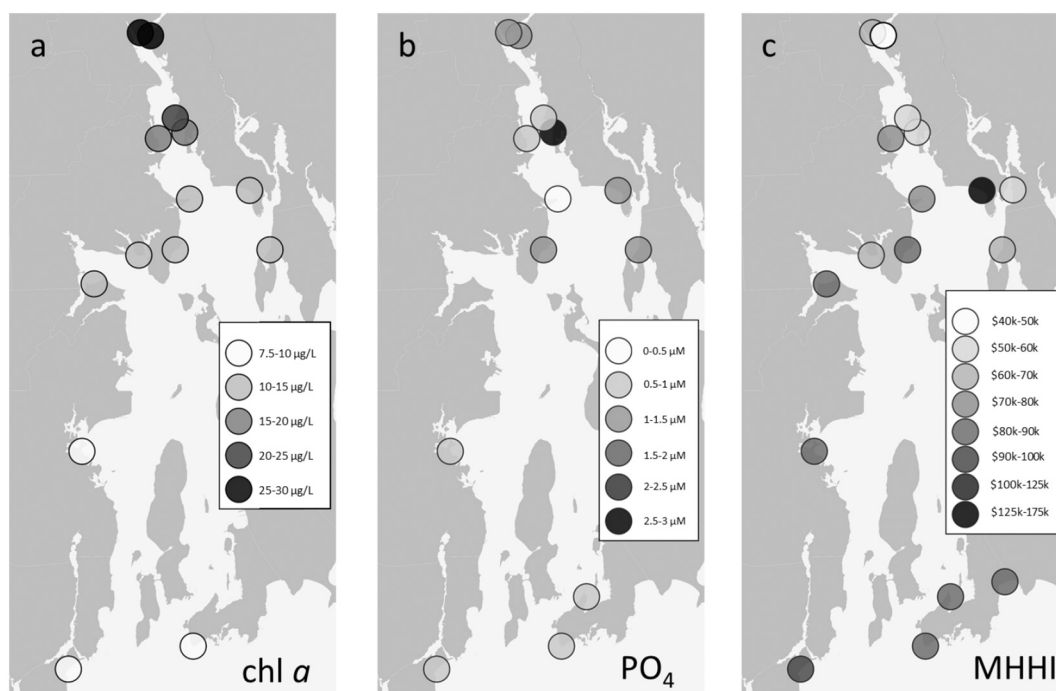 a
7.5-10 µg/L
10-15 µg/L
15-20 µg/L
20-25 µg/L
25-30 µg/L
chl a
b
0-0.5 µM
0.5-1 µM
1-1.5 µM
1.5-2 µM
2-2.5 µM
2.5-3 µM
PO4
c
$40k-50k
$50k-60k
$60k-70k
$70k-80k
$80k-90k
$90k-100k
$100k-125k
$125k-175k
MHHI